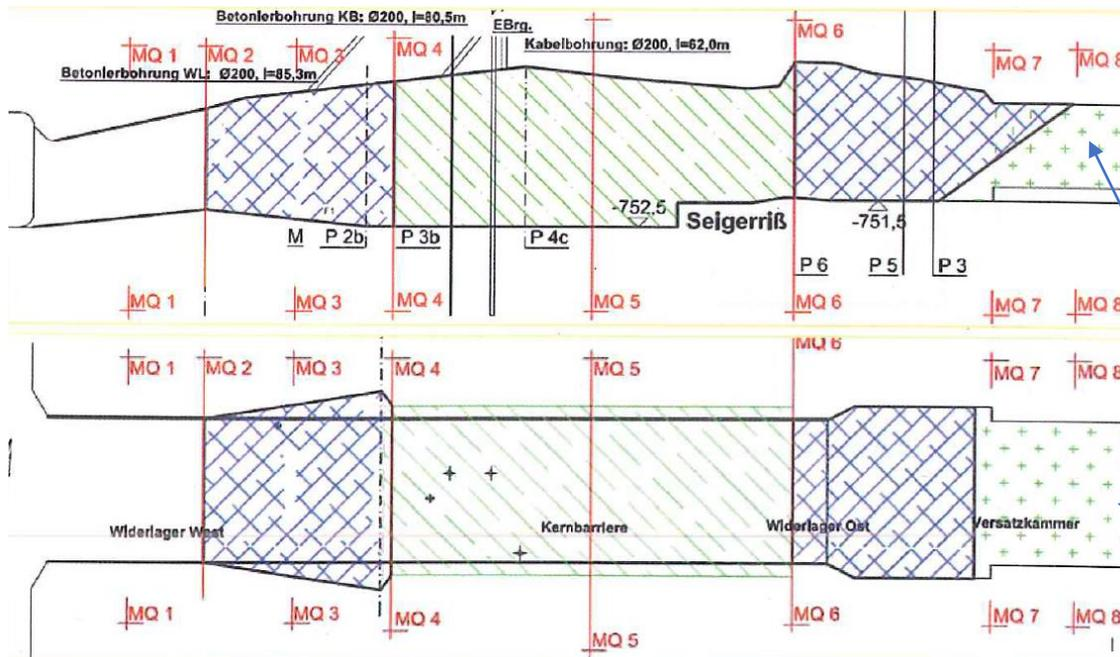 Betonierbohrung KB: Ø200, l=80,5m
EBrg.
MQ 6
MQ 1
MQ 2
MQ 3
MQ 4
MQ 5
Kabelbohrung: Ø200, l=62,0m
MQ 7
MQ 8
Betonierbohrung WL: Ø200, l=85,3m
-752,5
Seigerriß
-751,5
M
P 2b
P 3b
P 4c
P 6
P 5
P 3
MQ 1
MQ 3
MQ 4
MQ 5
MQ 6
MQ 7
MQ 8
MQ 6
MQ 1
MQ 2
MQ 3
MQ 4
MQ 5
MQ 7
MQ 8
Widerlager West
Kernbarriere
Widerlager Ost
Versatzkammer
MQ 1
MQ 3
MQ 4
MQ 5
MQ 6
MQ 7
MQ 8